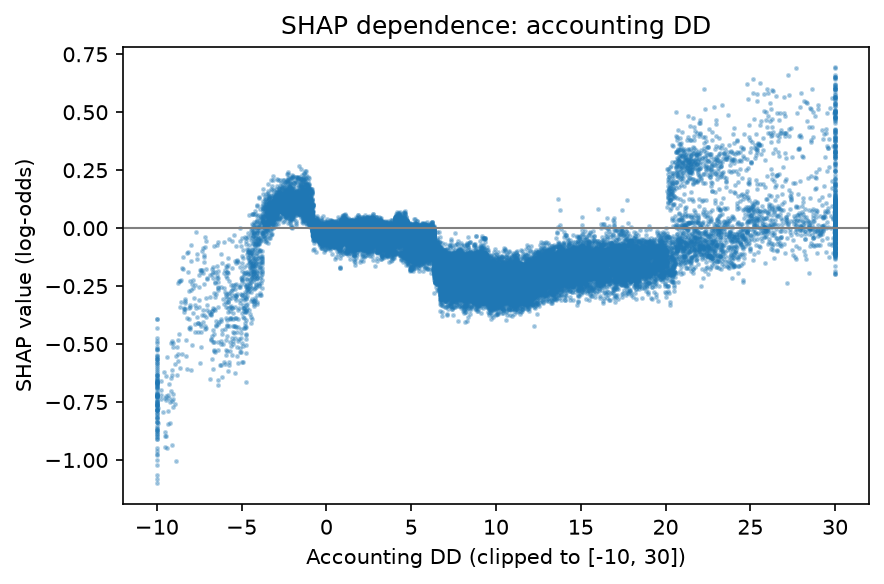 SHAP dependence: accounting DD
0.75
0.50
0.25
0.00
−0.25
−0.50
−0.75
−1.00
SHAP value (log-odds)
−10 −5 0 5 10 15 20 25 30
Accounting DD (clipped to [-10, 30])